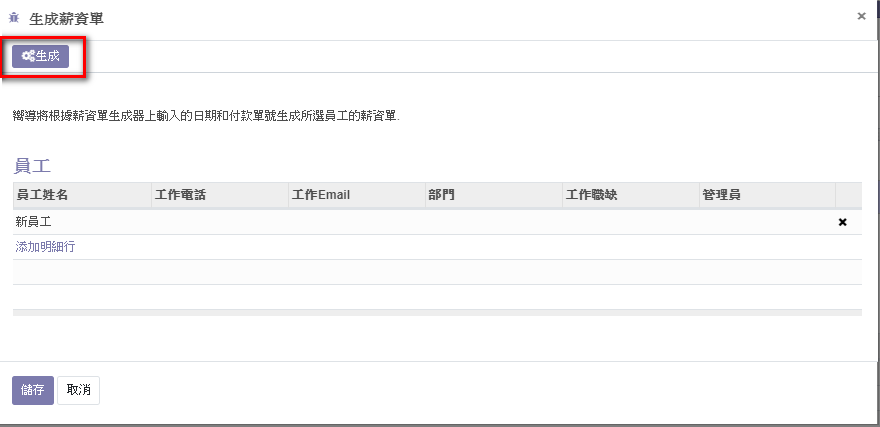 生成薪資單
生成
嚮導將根據薪資單生成器上輸入的日期和付款單號生成所選員工的薪資單.
員工
員工姓名 工作電話 工作Email 部門 工作職缺 管理員
新員工
添加明細行
儲存 取消